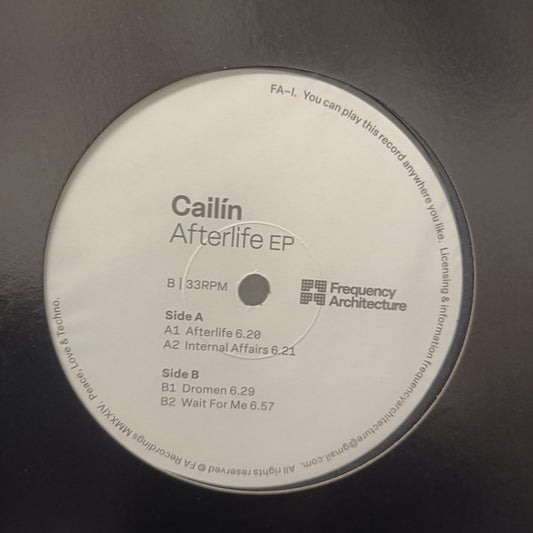 FA-I. You can play this record anywhere you like. Licensing & information frequencyarchitecture@gmail.com. All rights reserved @ FA Recordings MMXXIV. Peace, Love & Techno.
Cailín
Afterlife EP
B | 33RPM
Frequency
Architecture
Side A
A1 Afterlife 6.20
A2 Internal Affairs 6.21
Side B
B1 Dromen 6.29
B2 Wait For Me 6.57